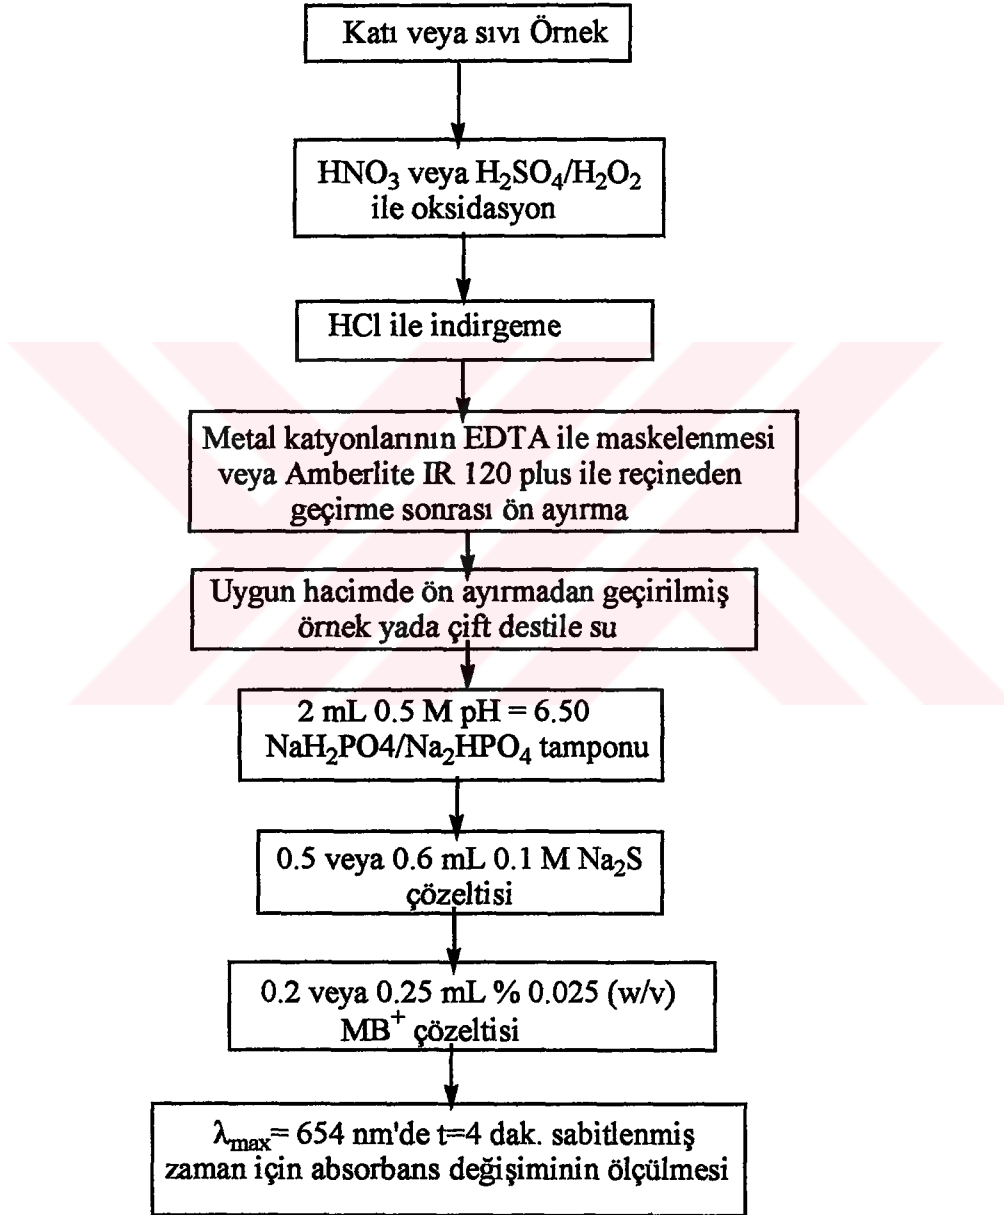 Katı veya sıvı Örnek
HNO₃ veya H₂SO₄/H₂O₂
ile oksidasyon
HCl ile indirgeme
Metal katyonlarının EDTA ile maskelenmesi
veya Amberlite IR 120 plus ile reçineden
geçirme sonrası ön ayırma
Uygun hacimde ön ayırmadan geçirilmiş
örnek yada çift destile su
2 mL 0.5 M pH = 6.50
NaH₂PO4/Na₂HPO₄ tamponu
0.5 veya 0.6 mL 0.1 M Na₂S
çözeltisi
0.2 veya 0.25 mL % 0.025 (w/v)
MB⁺ çözeltisi
λmax= 654 nm'de t=4 dak. sabitlenmiş
zaman için absorbans değişiminin ölçülmesi